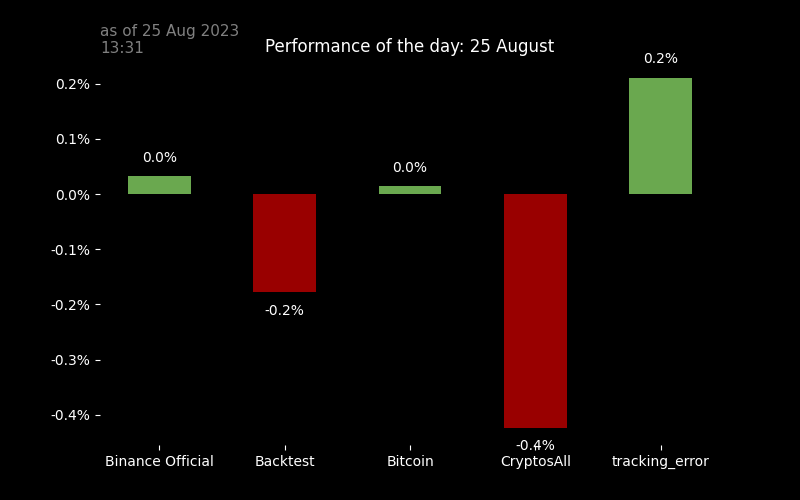 as of 25 Aug 2023
13:31
Performance of the day: 25 August
0.2%
0.1%
0.0%
-0.1%
-0.2%
-0.3%
-0.4%
0.0%
-0.2%
0.0%
-0.4%
0.2%
Binance Official
Backtest
Bitcoin
CryptosAll
tracking_error